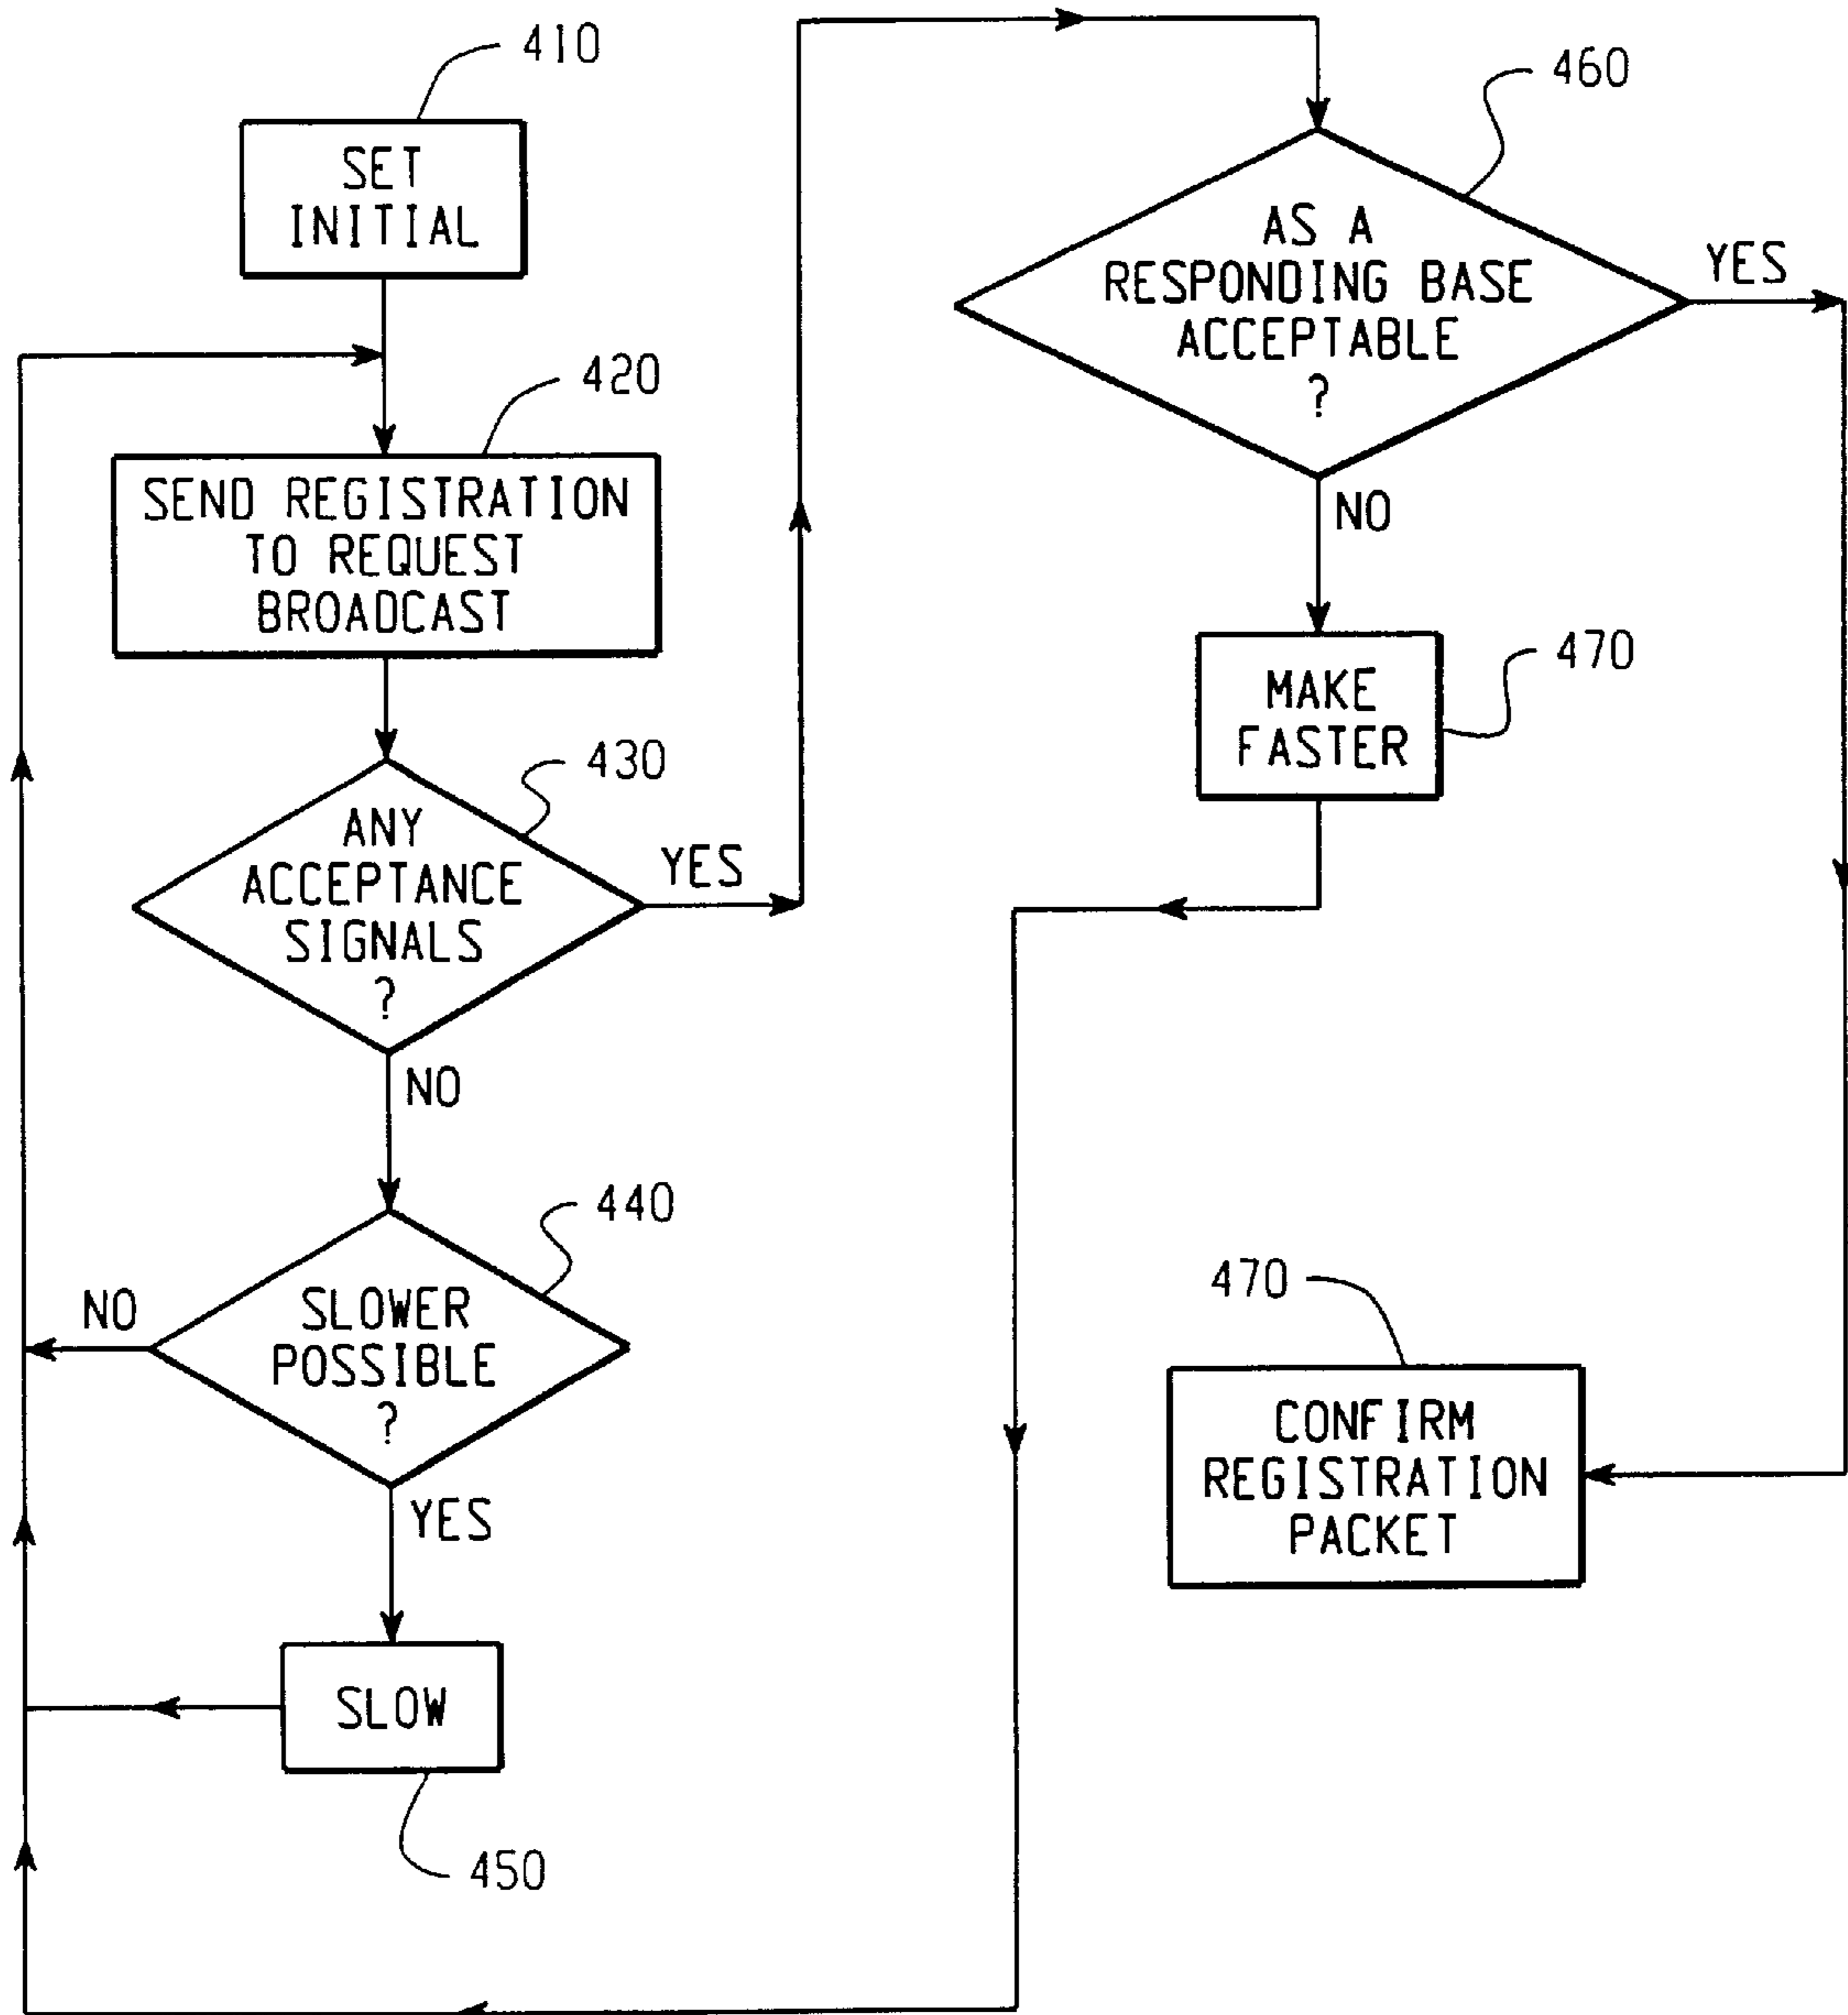 410
SET
INITIAL
420
SEND REGISTRATION
TO REQUEST
BROADCAST
430
ANY
ACCEPTANCE
SIGNALS
?
YES
NO
440
SLOWER
POSSIBLE
?
NO
YES
SLOW
450
460
AS A
RESPONDING BASE
ACCEPTABLE
?
YES
NO
470
MAKE
FASTER
470
CONFIRM
REGISTRATION
PACKET